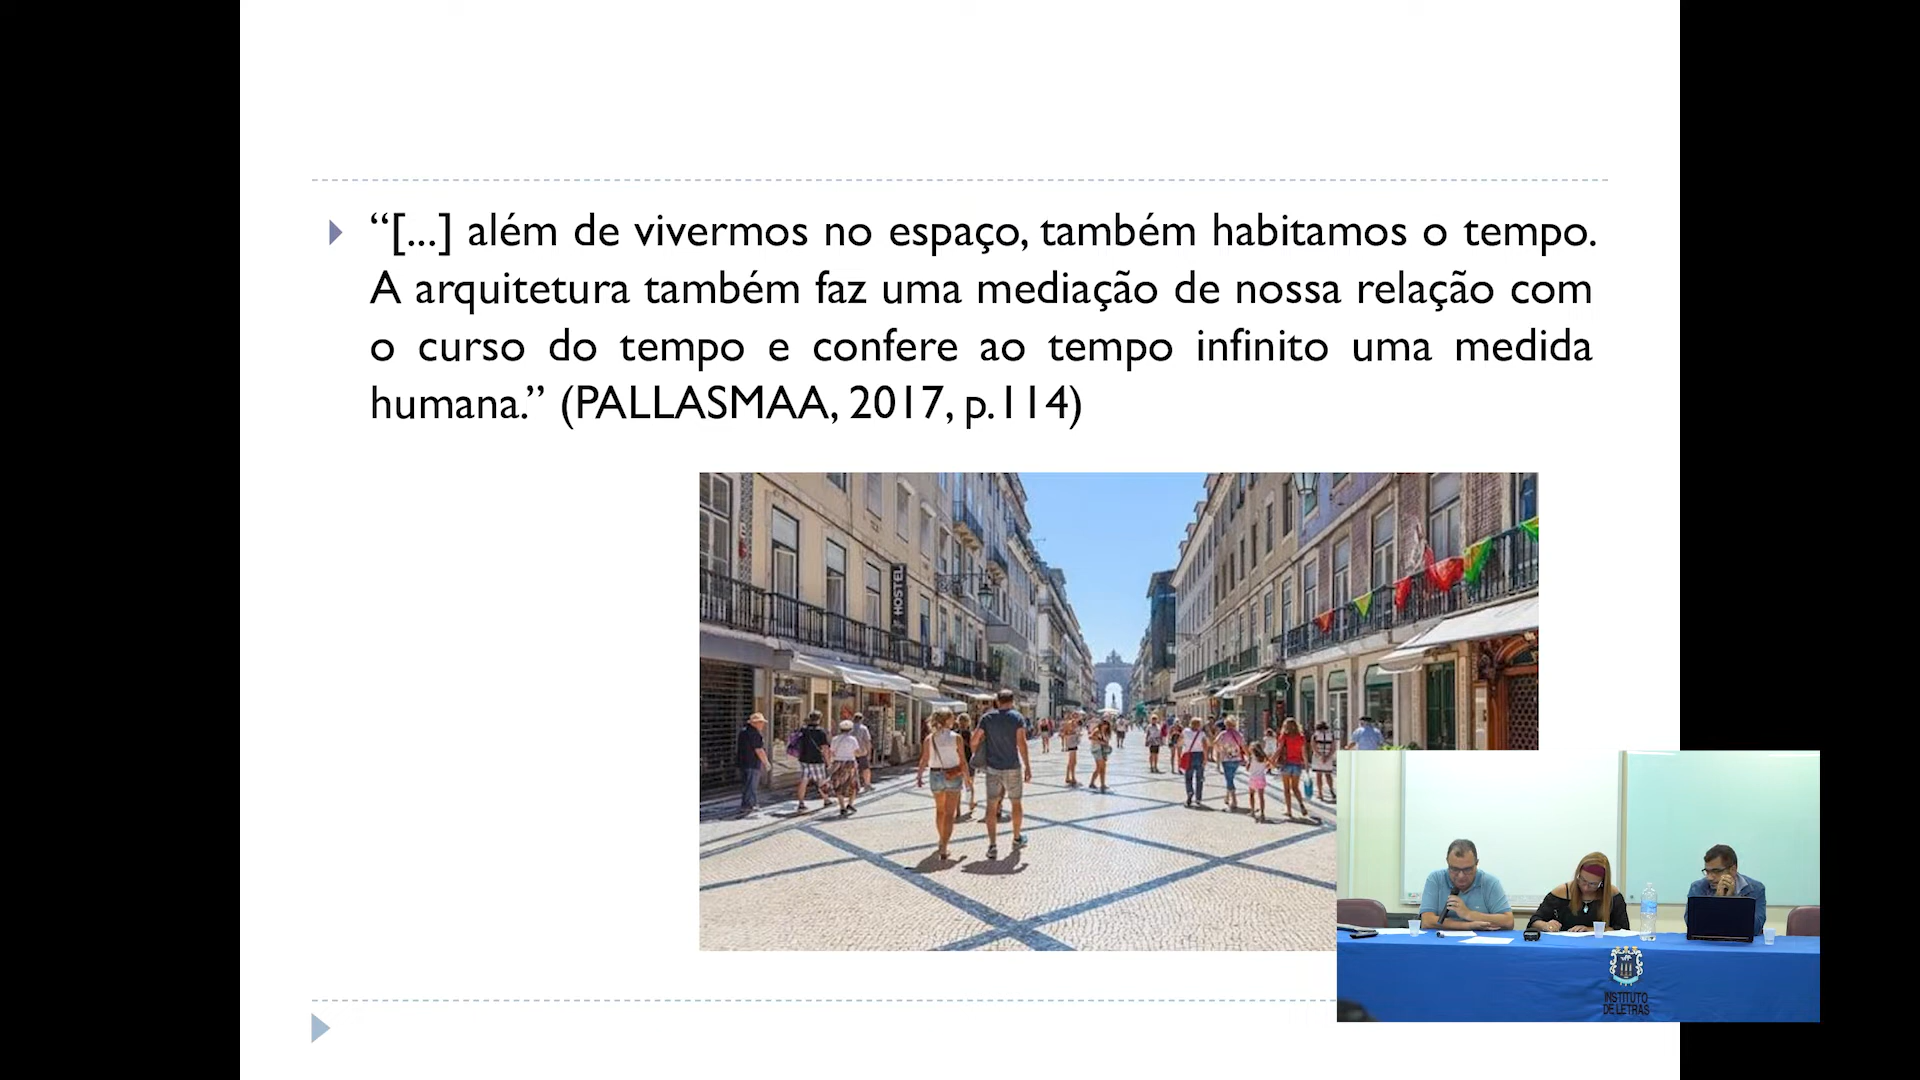 “[...] além de vivermos no espaço, também habitamos o tempo.
A arquitetura também faz uma mediação de nossa relação com
o curso do tempo e confere ao tempo infinito uma medida
humana.” (PALLASMAA, 2017, p.114)
HOSTEL
INSTITUTO
DE LETRAS